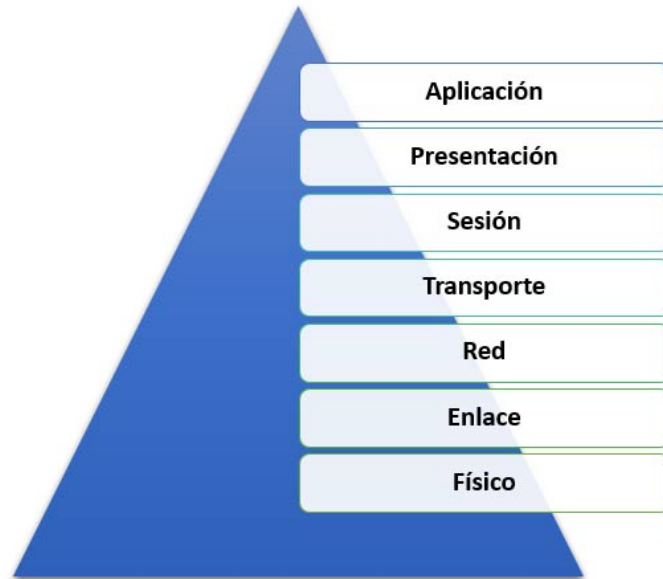 Aplicación
Presentación
Sesión
Transporte
Red
Enlace
Físico